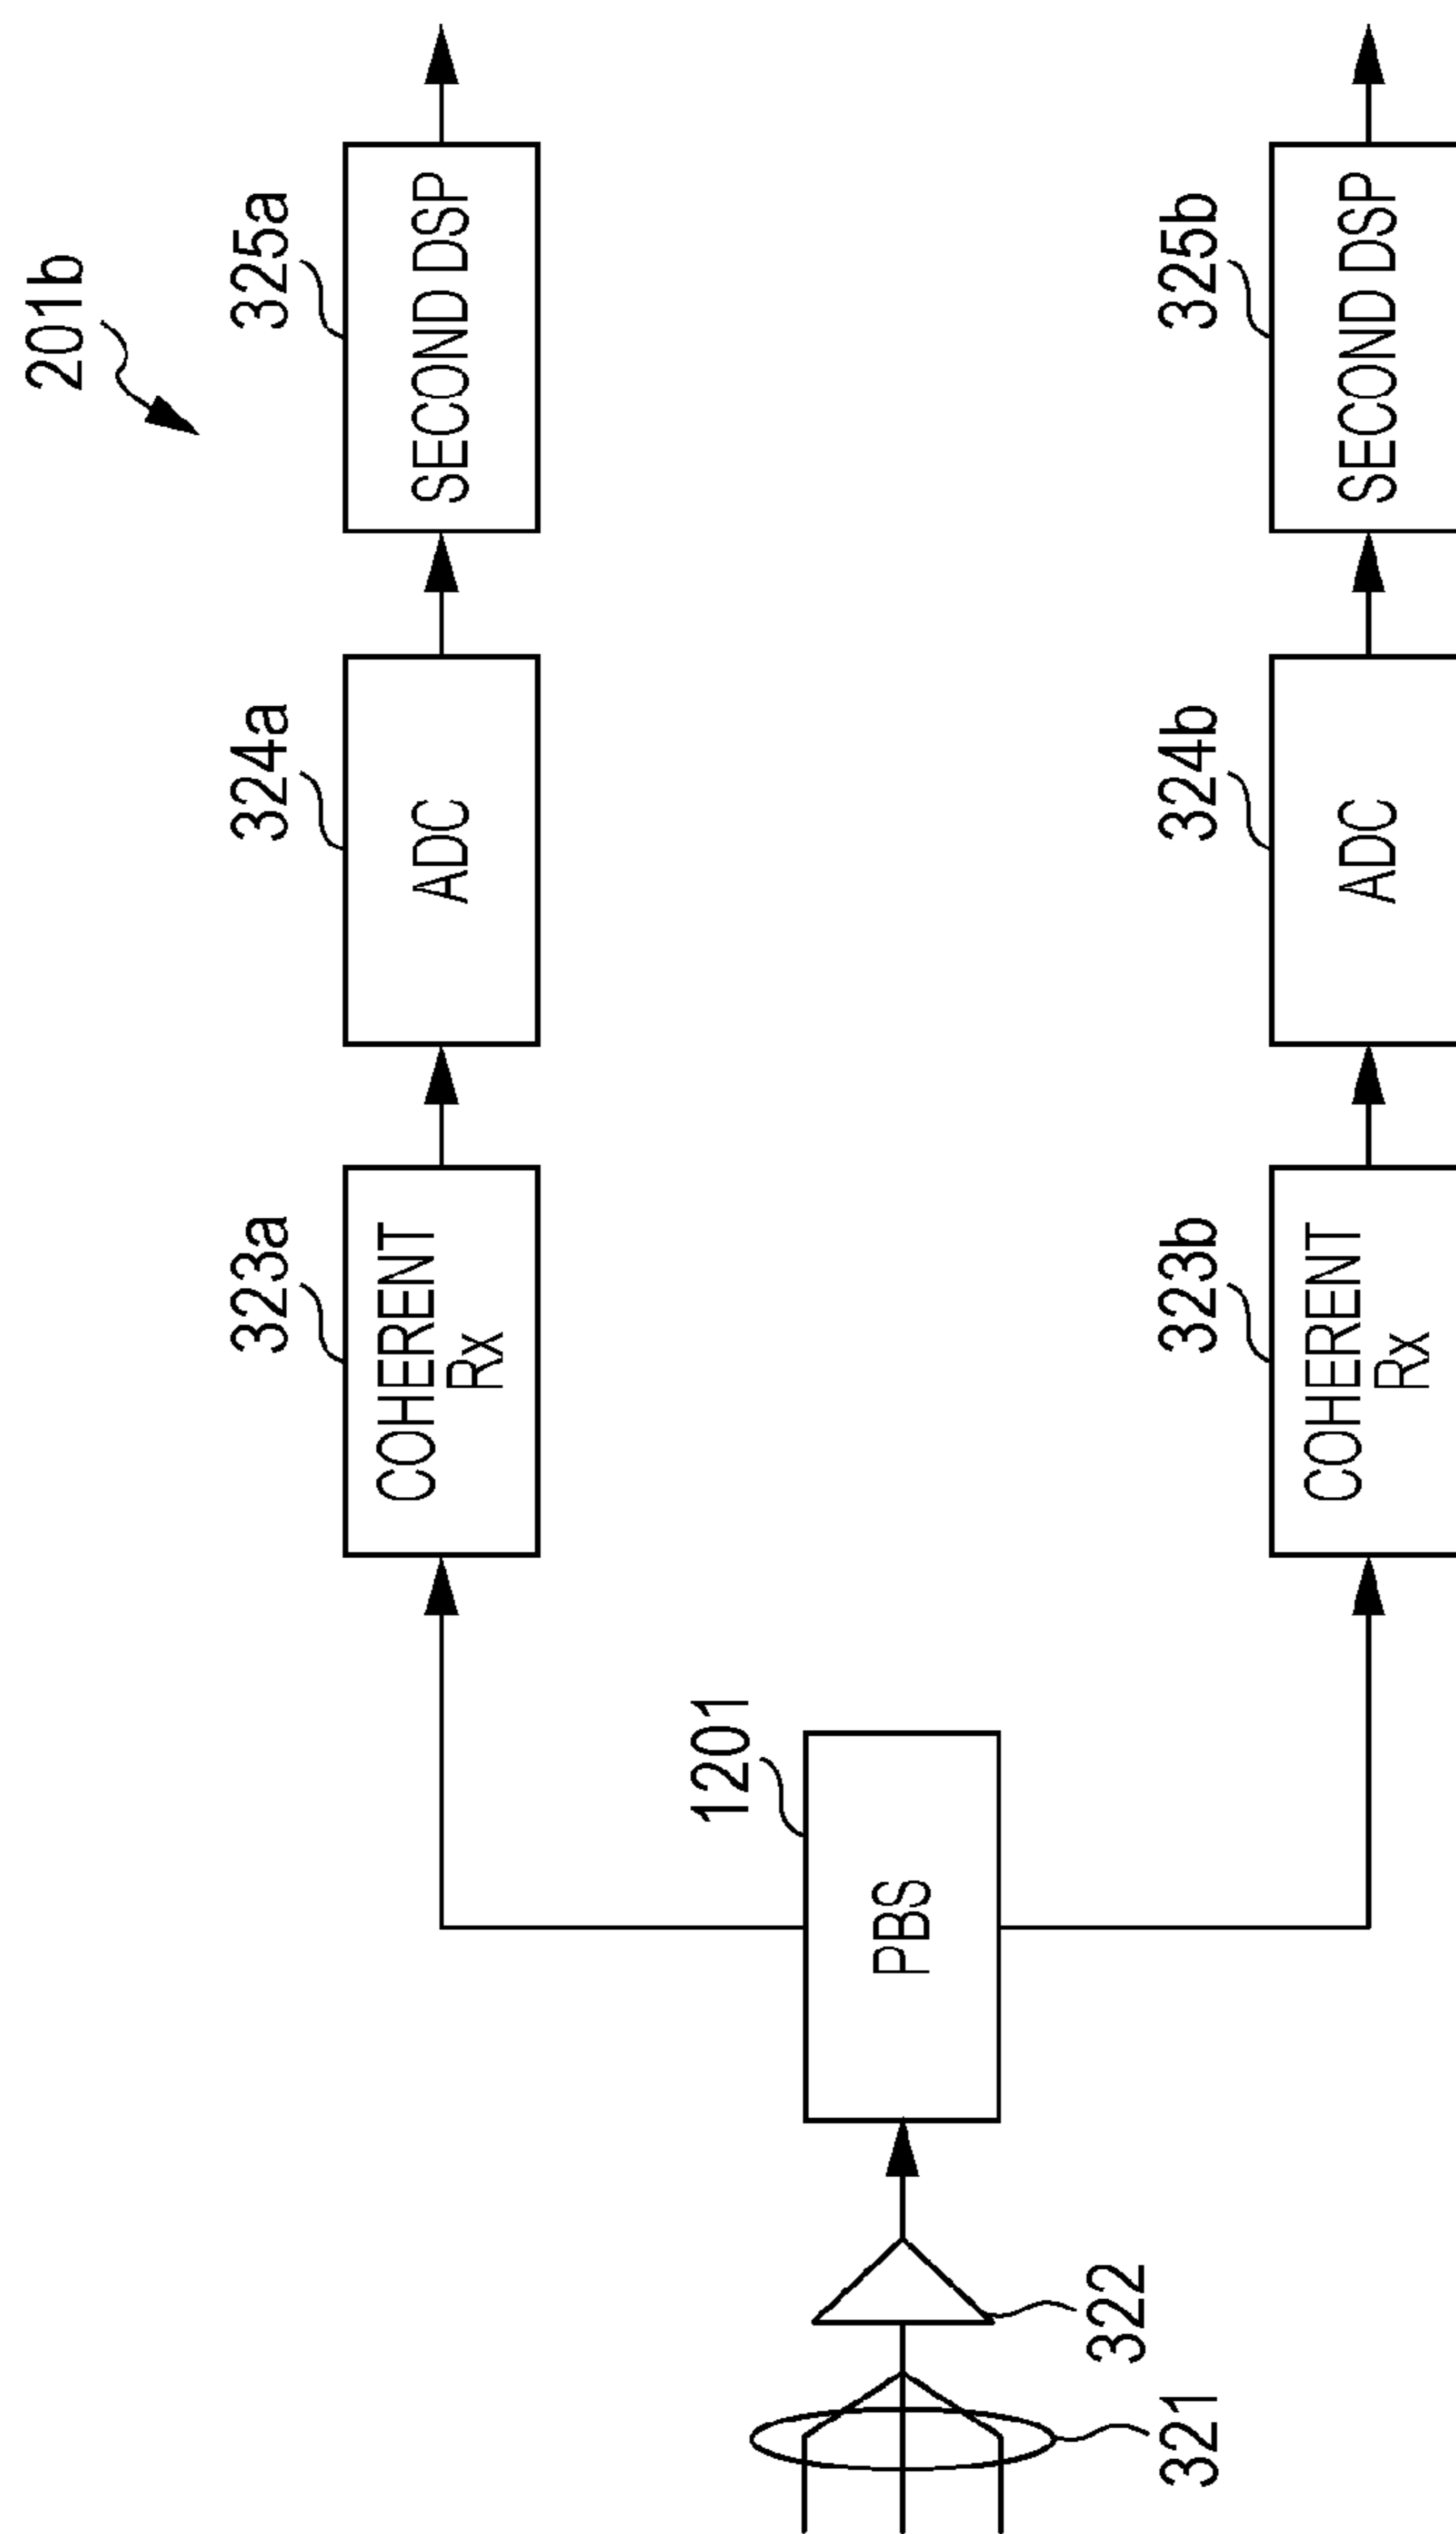 201b
323a
COHERENT
Rx
324a
ADC
325a
SECOND DSP
1201
PBS
322
321
323b
COHERENT
Rx
324b
ADC
325b
SECOND DSP